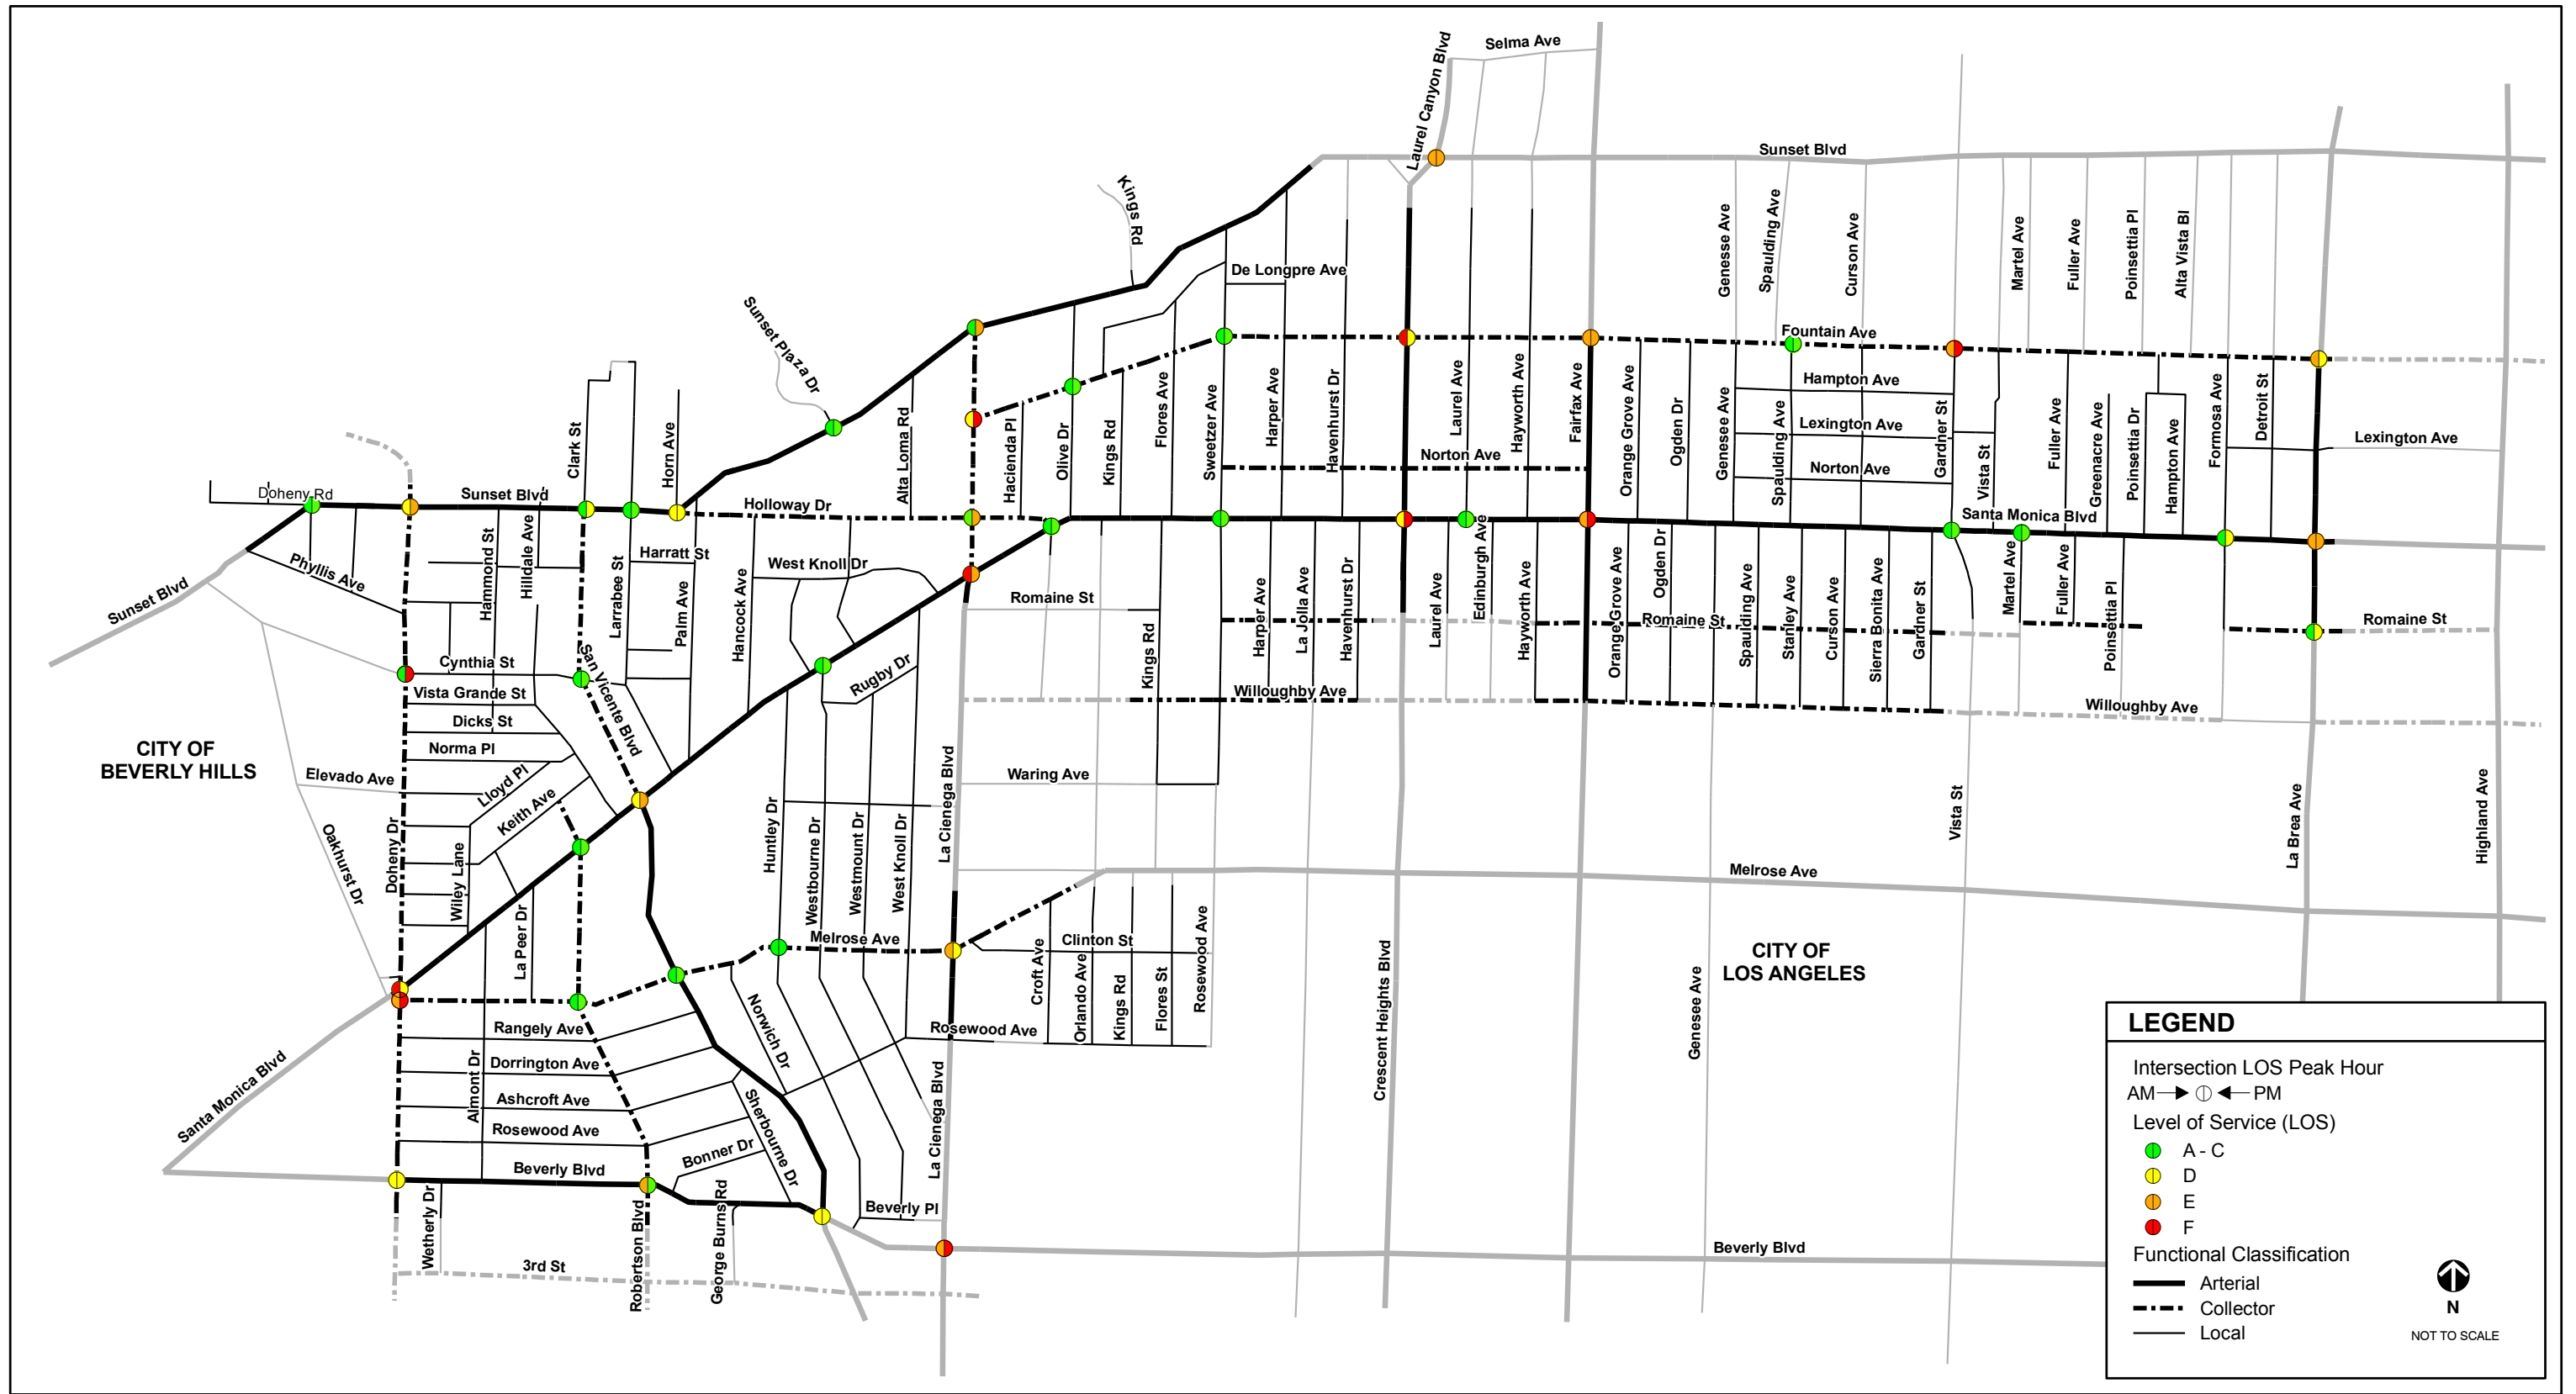 Selma Ave
Laurel Canyon Blvd
Sunset Blvd
Kings Rd
De Longpre Ave
Genesee Ave
Spaulding Ave
Curson Ave
Martel Ave
Fuller Ave
Poinsettia Pl
Alta Vista Bl
Sunset Plaza Dr
Fountain Ave
Hampton Ave
Lexington Ave
Norton Ave
Norton Ave
Lexington Ave
Clark St
Horn Ave
Alta Loma Rd
Hacienda Pl
Olive Dr
Kings Rd
Flores Ave
Sweetzer Ave
Harper Ave
Havenhurst Dr
Laurel Ave
Hayworth Ave
Fairfax Ave
Orange Grove Ave
Ogden Dr
Genesee Ave
Spaulding Ave
Gardner St
Vista St
Fuller Ave
Greenacre Ave
Poinsettia Dr
Hampton Ave
Formosa Ave
Detroit St
Doheny Rd
Sunset Blvd
Holloway Dr
Santa Monica Blvd
Phyllis Ave
Sunset Blvd
Hammond St
Hilldale Ave
Larrabee St
Harratt St
Palm Ave
Hancock Ave
West Knoll Dr
Romaine St
Kings Rd
Harper Ave
La Jolla Ave
Havenhurst Dr
Laurel Ave
Edinburgh Ave
Hayworth Ave
Orange Grove Ave
Ogden Dr
Romaine St
Spaulding Ave
Stanley Ave
Curson Ave
Sierra Bonita Ave
Gardner St
Martel Ave
Fuller Ave
Poinsettia Pl
Romaine St
Cynthia St
Vista Grande St
Dicks St
Norma Pl
San Vicente Blvd
Rugby Dr
Willoughby Ave
Willoughby Ave
CITY OF
BEVERLY HILLS
Elevado Ave
Lloyd Pl
Keith Ave
Waring Ave
Oakhurst Dr
Doheny Dr
Wiley Lane
La Peer Dr
Huntley Dr
Westbourne Dr
Westmount Dr
West Knoll Dr
La Cienega Blvd
Vista St
La Brea Ave
Highland Ave
Melrose Ave
Melrose Ave
Clinton St
Croft Ave
Orlando Ave
Kings Rd
Flores St
Rosewood Ave
Crescent Heights Blvd
Genesee Ave
CITY OF
LOS ANGELES
Rangely Ave
Dorrington Ave
Ashcroft Ave
Rosewood Ave
Beverly Blvd
Almont Dr
Norwich Dr
Rosewood Ave
Sherbourne Dr
Bonner Dr
La Cienega Blvd
Santa Monica Blvd
Wetherly Dr
3rd St
Robertson Blvd
George Burns Rd
Beverly Pl
Beverly Blvd
LEGEND
Intersection LOS Peak Hour
AM PM
Level of Service (LOS)
A - C
D
E
F
Functional Classification
Arterial
Collector
Local
N
NOT TO SCALE